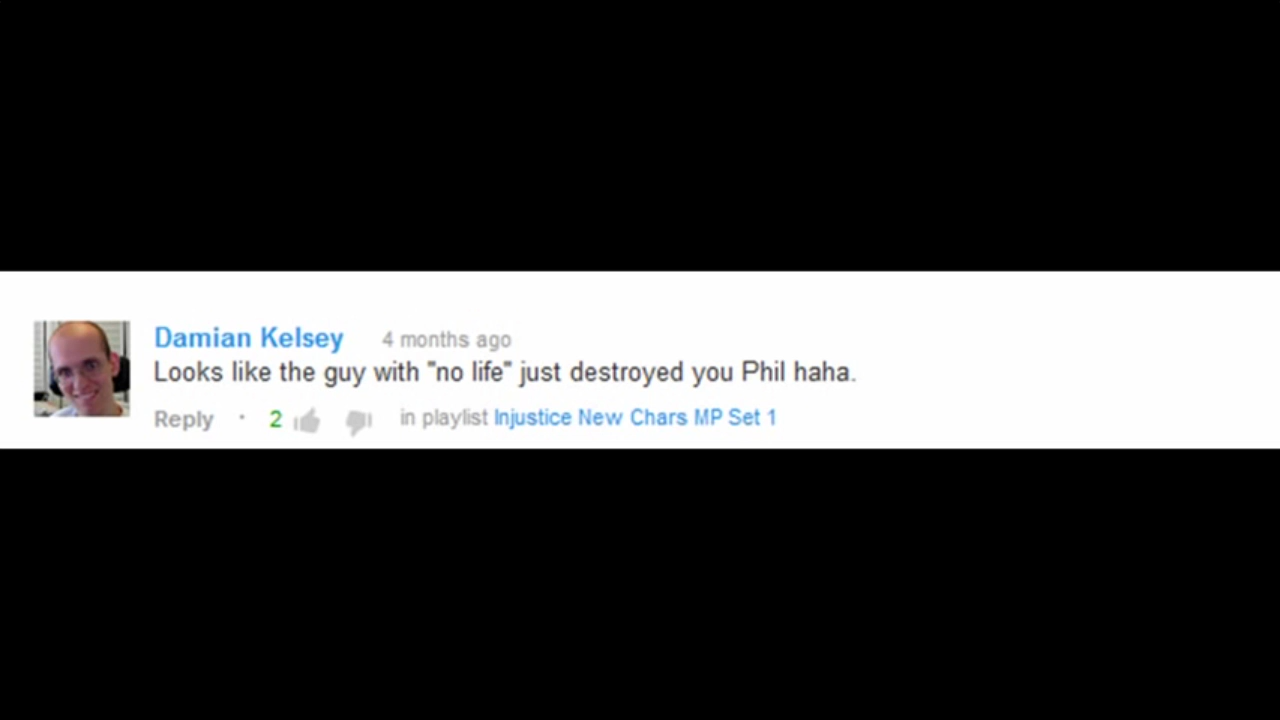 Damian Kelsey 4 months ago
Looks like the guy with "no life" just destroyed you Phil haha.
Reply · 2 in playlist Injustice New Chars MP Set 1